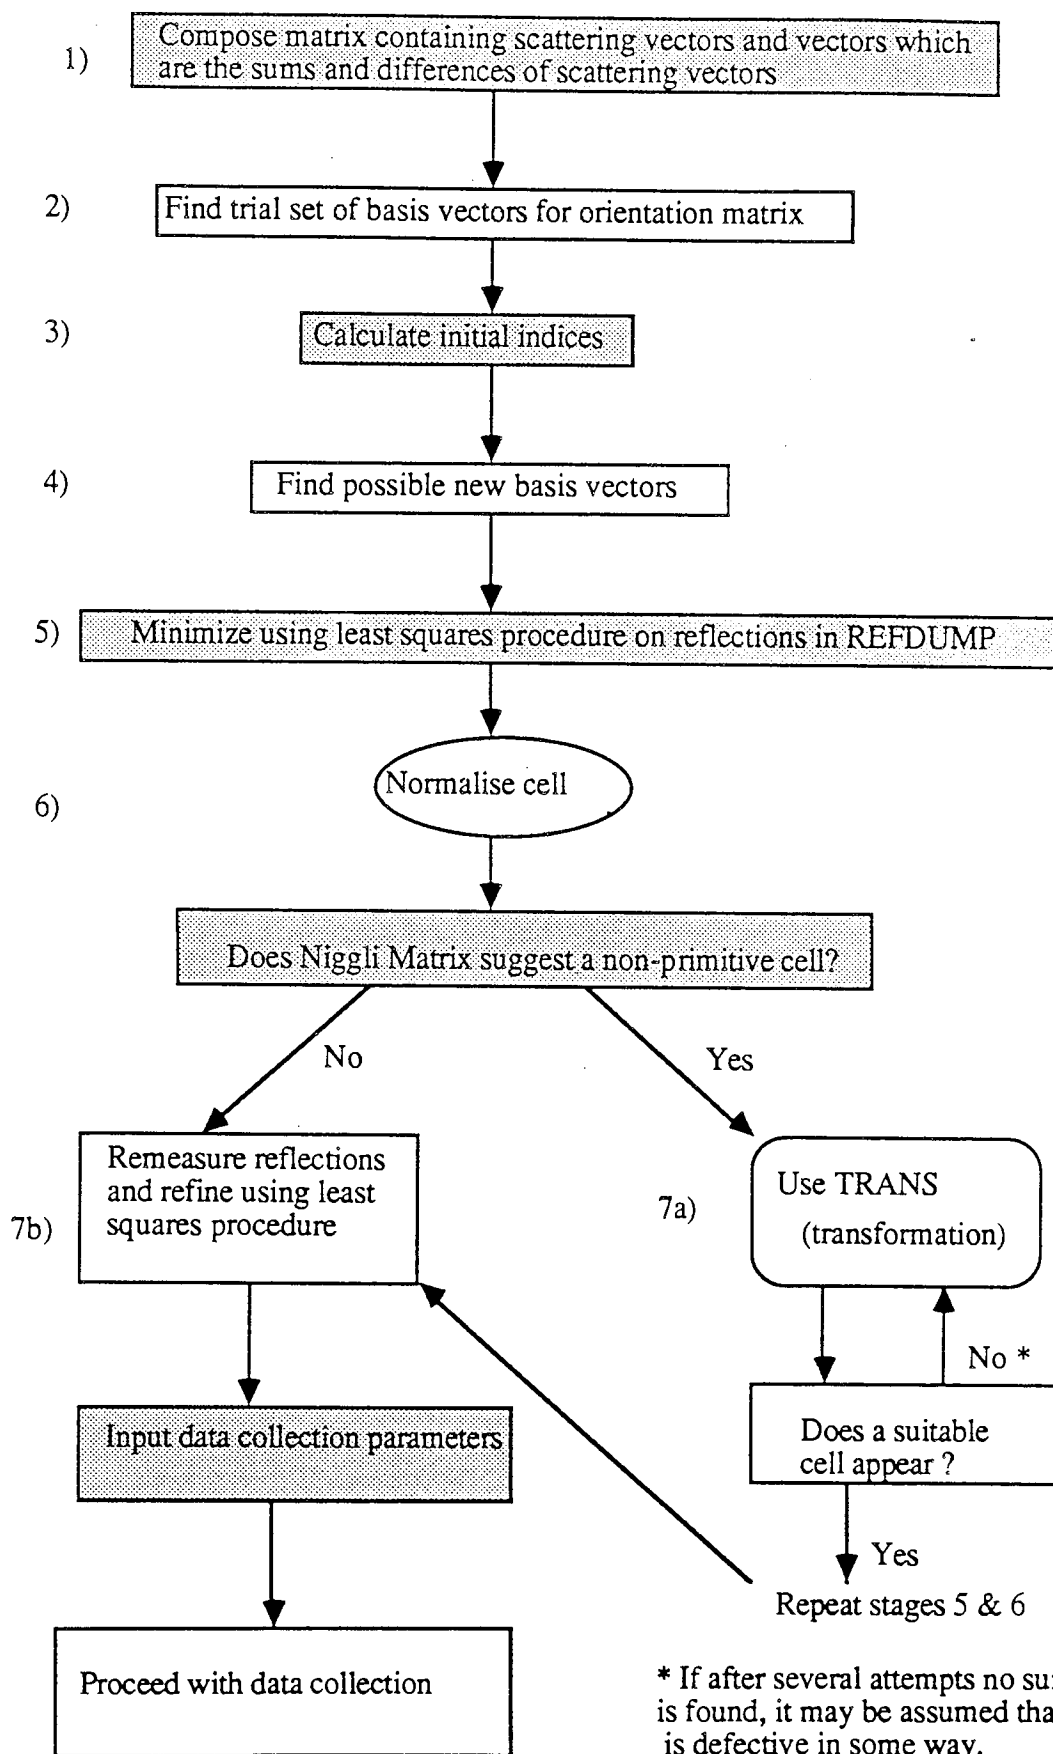 1)
Compose matrix containing scattering vectors and vectors which
are the sums and differences of scattering vectors
2)
Find trial set of basis vectors for orientation matrix
3)
Calculate initial indices
4)
Find possible new basis vectors
5)
Minimize using least squares procedure on reflections in REFDUMP
Normalise cell
6)
Does Niggli Matrix suggest a non-primitive cell?
No
Yes
7b)
Remeasure reflections
and refine using least
squares procedure
7a)
Use TRANS
(transformation)
No *
Input data collection parameters
Does a suitable
cell appear ?
Yes
Repeat stages 5 & 6
Proceed with data collection
* If after several attempts no
is found, it may be assumed
is defective in some way.